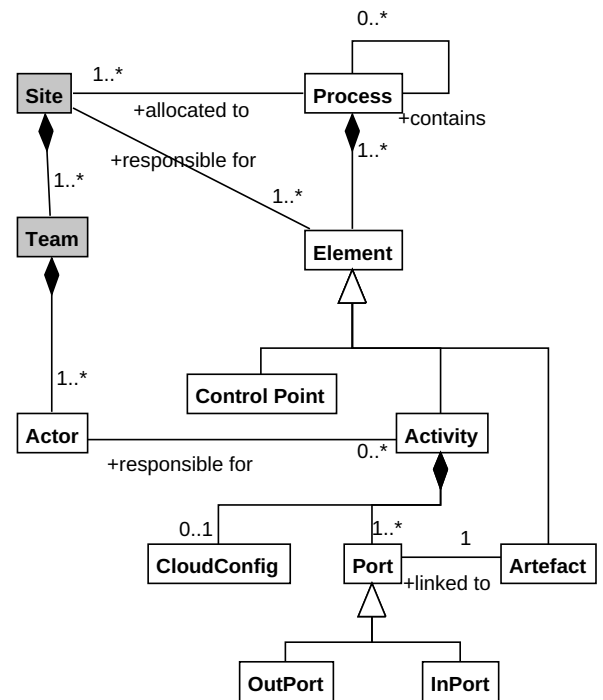 0..*
1..*
Site
Process
+allocated to
+contains
+responsible for
1..*
1..*
1..*
Team
Element
1..*
Control Point
Actor
Activity
+responsible for
0..*
0..1
1..*
1
CloudConfig
Port
Artefact
+linked to
OutPort
InPort